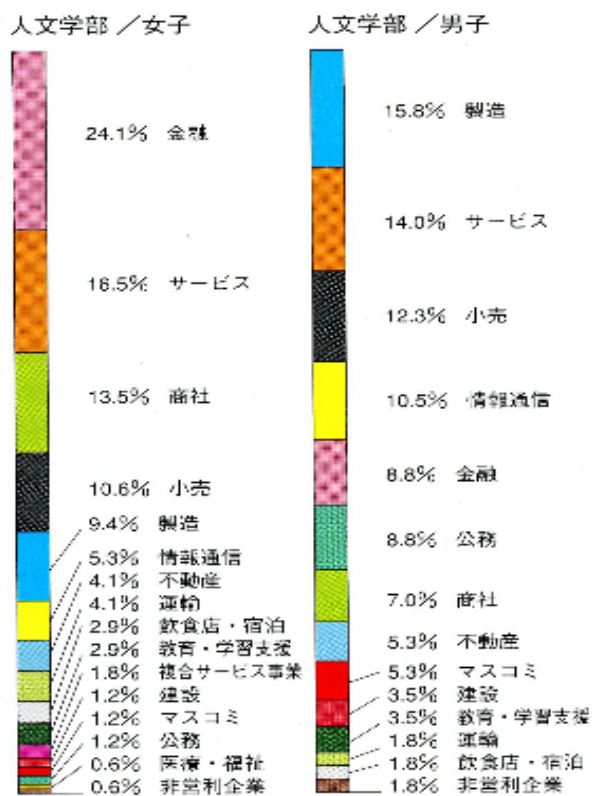 人文学部 ／女子
24.1% 金融
16.5% サービス
13.5% 商社
10.6% 小売
9.4% 製造
5.3% 情報通信
4.1% 不動産
4.1% 運輸
2.9% 飲食店・宿泊
2.9% 教育・学習支援
1.8% 複合サービス事業
1.2% 建設
1.2% マスコミ
1.2% 公務
0.6% 医療・福祉
0.6% 非営利企業
人文学部 ／男子
15.8% 製造
14.0% サービス
12.3% 小売
10.5% 情報通信
8.8% 金融
8.8% 公務
7.0% 商社
5.3% 不動産
5.3% マスコミ
3.5% 建設
3.5% 教育・学習支援
1.8% 運輸
1.8% 飲食店・宿泊
1.8% 非営利企業